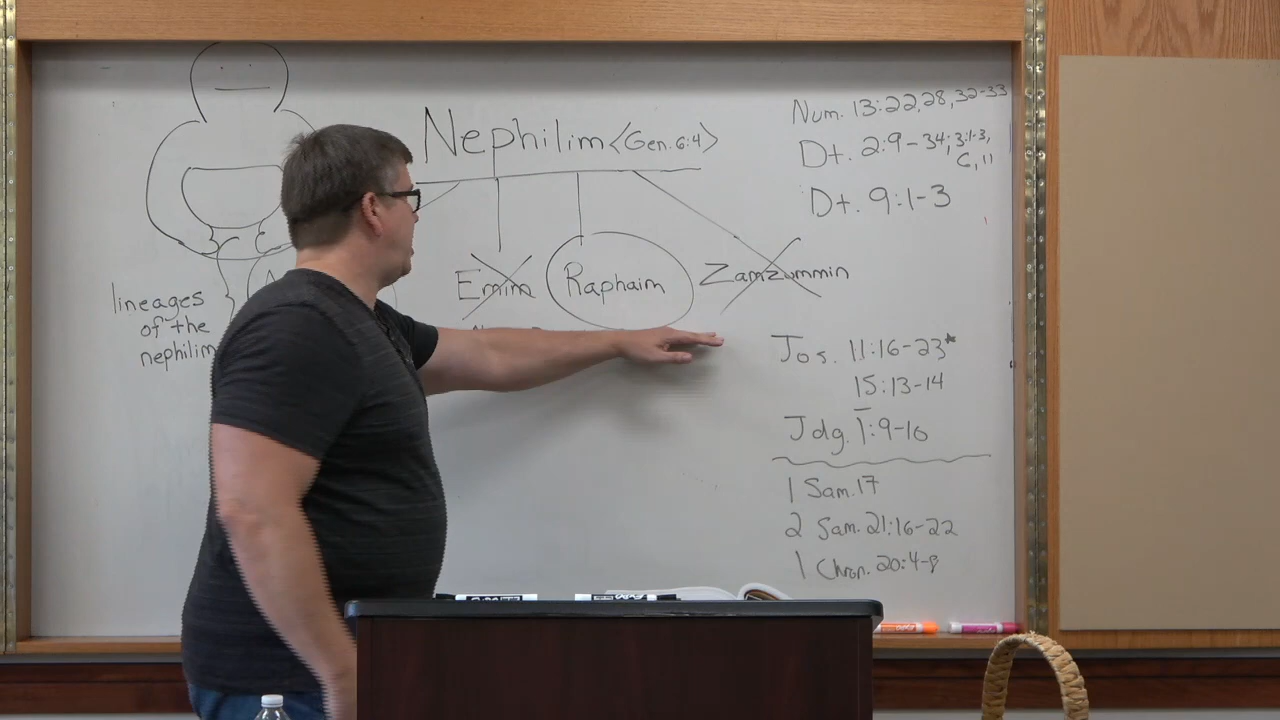 Nephilim <Gen. 6:4>
Emim
Raphaim
Zamzummin
lineages
of the
nephilim
Num. 13:22,28,32-33
Dt. 2:9-34; 3:1-3,
6, 11
Dt. 9:1-3
Jos. 11:16-23*
15:13-14
Jdg. 1:9-10
1 Sam. 17
2 Sam. 21:16-22
1 Chron. 20:4-8